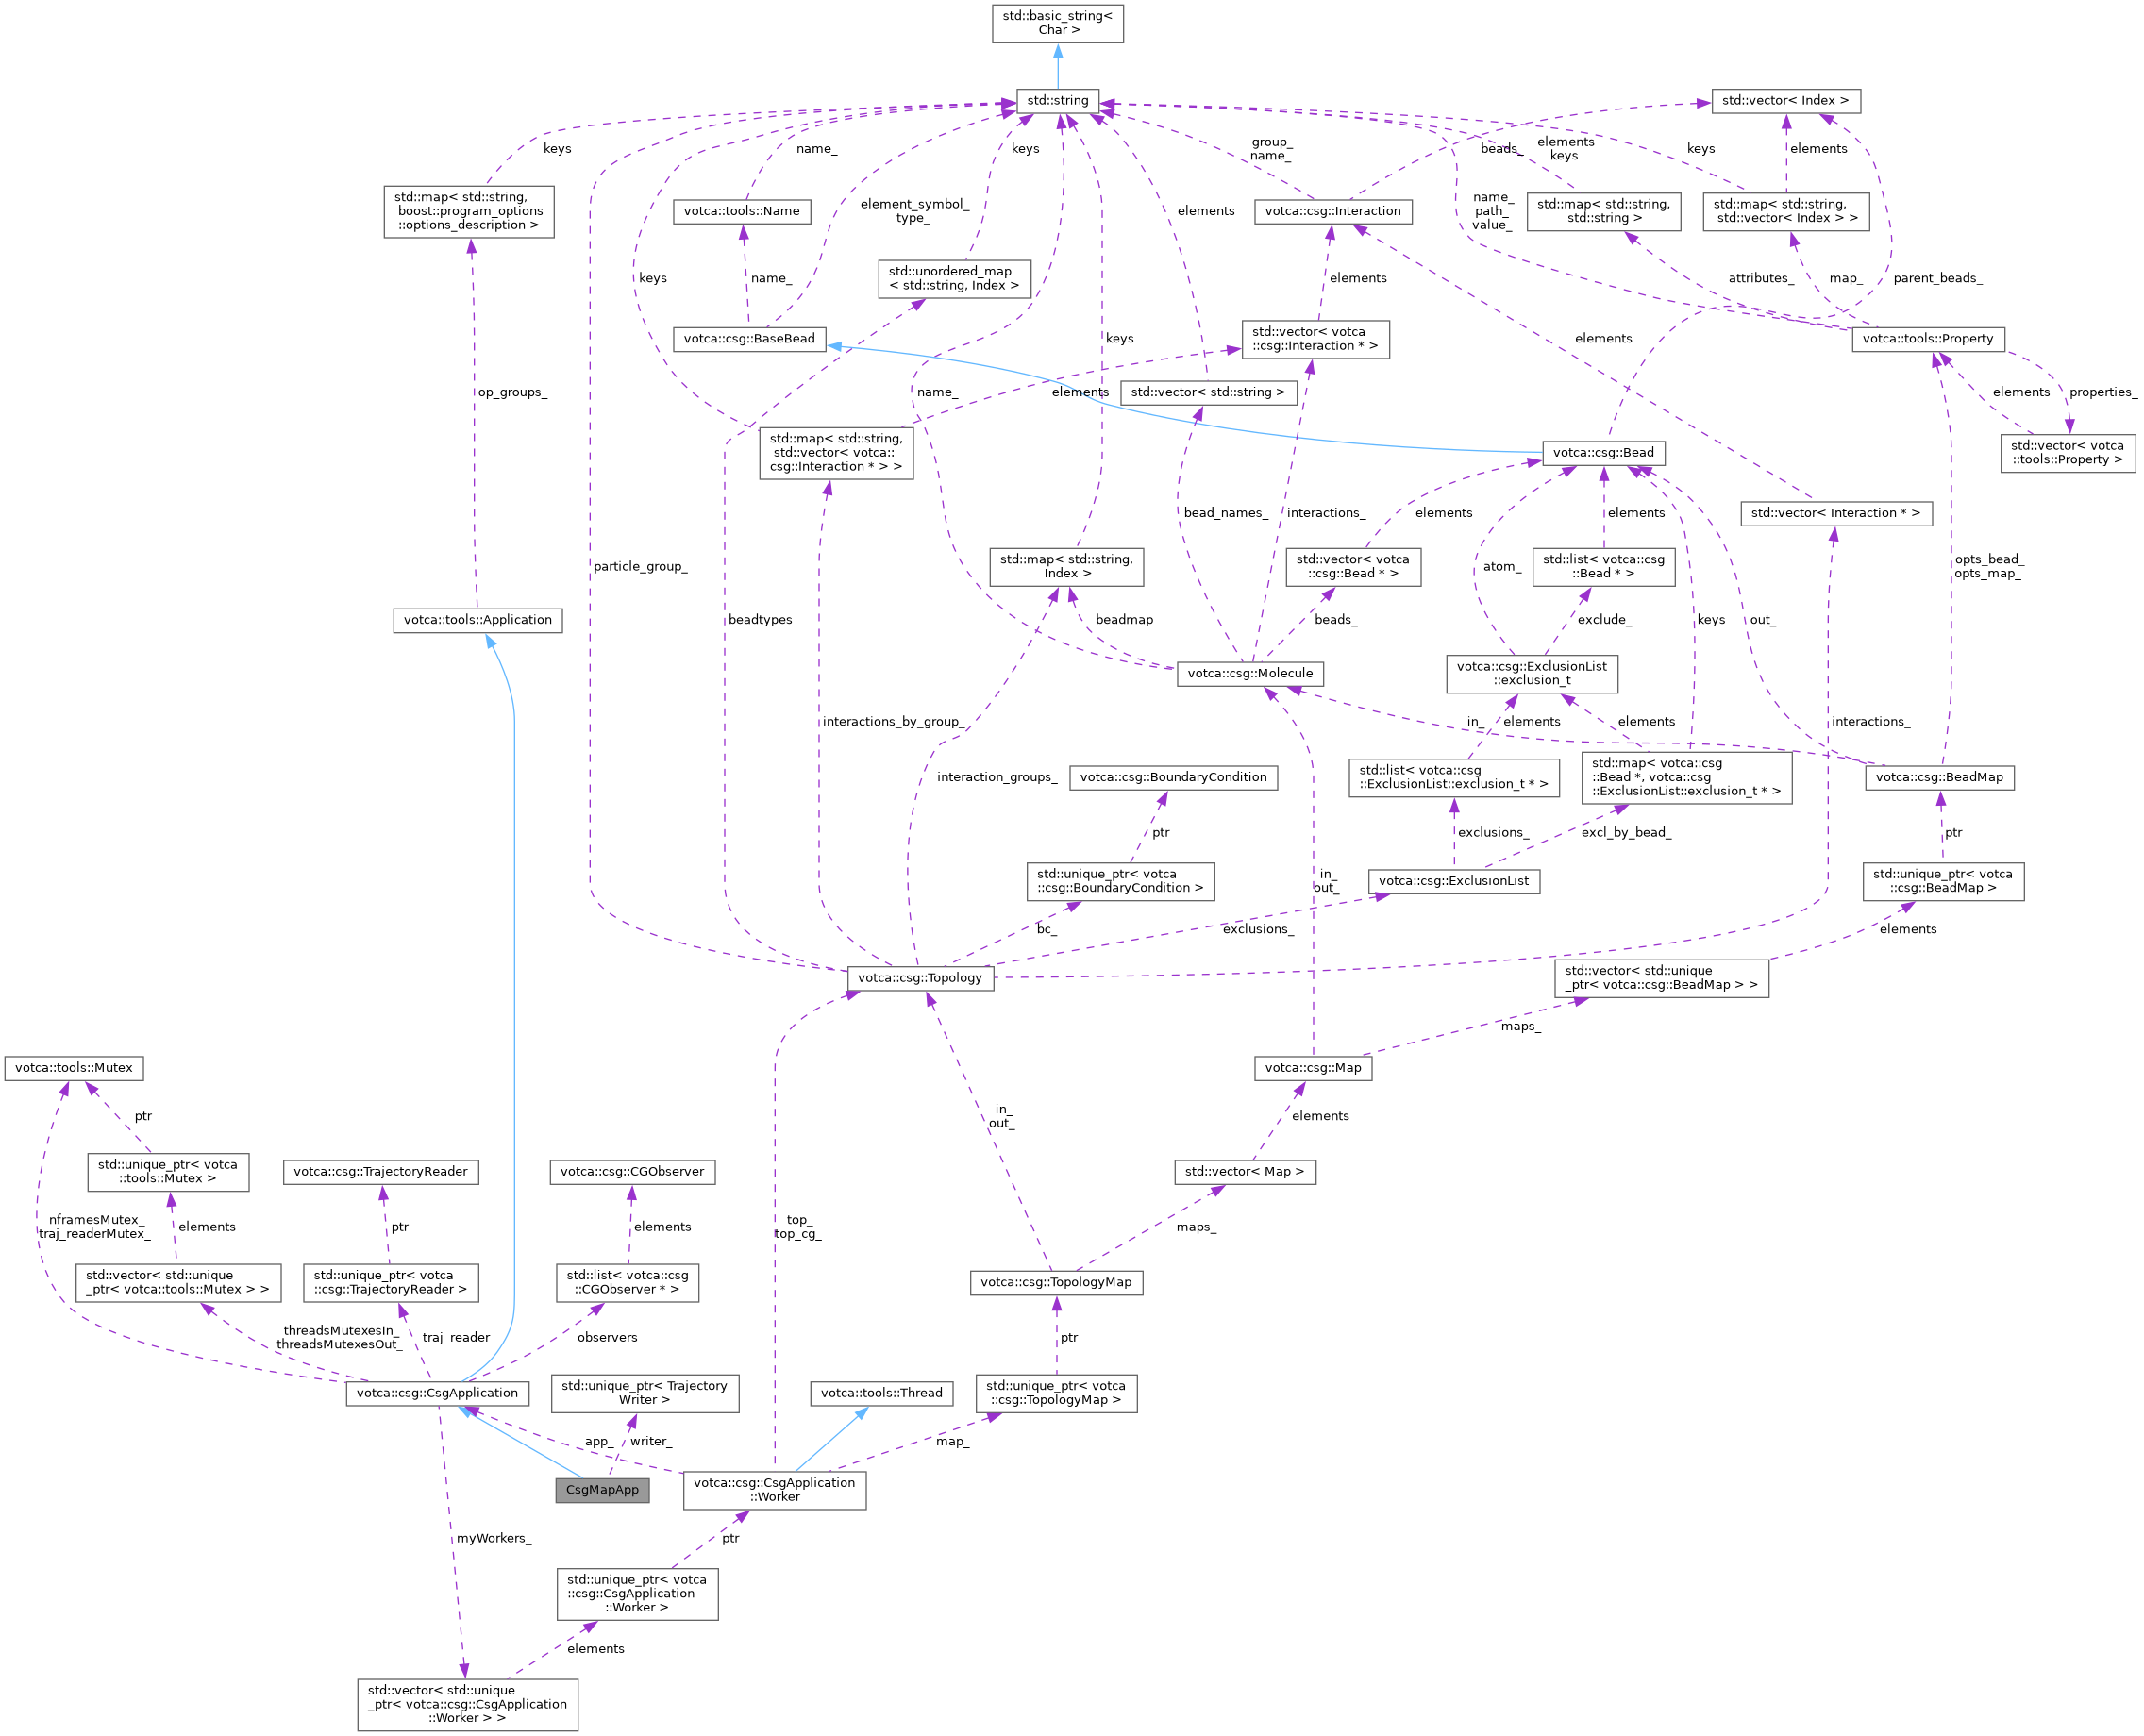 std::basic_string<
Char >
std::string
std::vector< Index >
keys
name_
keys
group_
name_
beads_
elements
keys
keys
elements
std::map< std::string,
boost::program_options
::options_description >
votca::tools::Name
element_symbol_
type_
elements
votca::csg::Interaction
name_
path_
value_
std::map< std::string,
std::string >
std::map< std::string,
std::vector< Index > >
keys
name_
std::unordered_map
< std::string, Index >
elements
attributes_
map_
parent_beads_
votca::csg::BaseBead
keys
std::vector< votca
::csg::Interaction * >
elements
votca::tools::Property
op_groups_
name_
elements
std::vector< std::string >
elements
properties_
std::map< std::string,
std::vector< votca::
csg::Interaction * > >
votca::csg::Bead
std::vector< votca
::tools::Property >
bead_names_
interactions_
elements
elements
std::vector< Interaction * >
particle_group_
std::map< std::string,
Index >
std::vector< votca
::csg::Bead * >
atom_
std::list< votca::csg
::Bead * >
opts_bead_
opts_map_
votca::tools::Application
beadtypes_
beadmap_
beads_
exclude_
keys
out_
votca::csg::Molecule
votca::csg::ExclusionList
::exclusion_t
interactions_by_group_
in_
elements
elements
interactions_
interaction_groups_
votca::csg::BoundaryCondition
std::list< votca::csg
::ExclusionList::exclusion_t * >
std::map< votca::csg
::Bead *, votca::csg
::ExclusionList::exclusion_t * >
votca::csg::BeadMap
ptr
exclusions_
excl_by_bead_
ptr
std::unique_ptr< votca
::csg::BoundaryCondition >
in_
out_
votca::csg::ExclusionList
std::unique_ptr< votca
::csg::BeadMap >
bc_
exclusions_
elements
votca::csg::Topology
std::vector< std::unique
_ptr< votca::csg::BeadMap > >
maps_
votca::tools::Mutex
votca::csg::Map
ptr
in_
out_
elements
std::unique_ptr< votca
::tools::Mutex >
votca::csg::TrajectoryReader
votca::csg::CGObserver
std::vector< Map >
nframesMutex_
traj_readerMutex_
elements
ptr
elements
top_
top_cg_
maps_
std::vector< std::unique
_ptr< votca::tools::Mutex > >
std::unique_ptr< votca
::csg::TrajectoryReader >
std::list< votca::csg
::CGObserver * >
votca::csg::TopologyMap
threadsMutexesIn_
threadsMutexesOut_
traj_reader_
observers_
ptr
votca::csg::CsgApplication
std::unique_ptr< Trajectory
Writer >
votca::tools::Thread
std::unique_ptr< votca
::csg::TopologyMap >
app_
writer_
map_
CsgMapApp
votca::csg::CsgApplication
::Worker
myWorkers_
ptr
std::unique_ptr< votca
::csg::CsgApplication
::Worker >
elements
std::vector< std::unique
_ptr< votca::csg::CsgApplication
::Worker > >